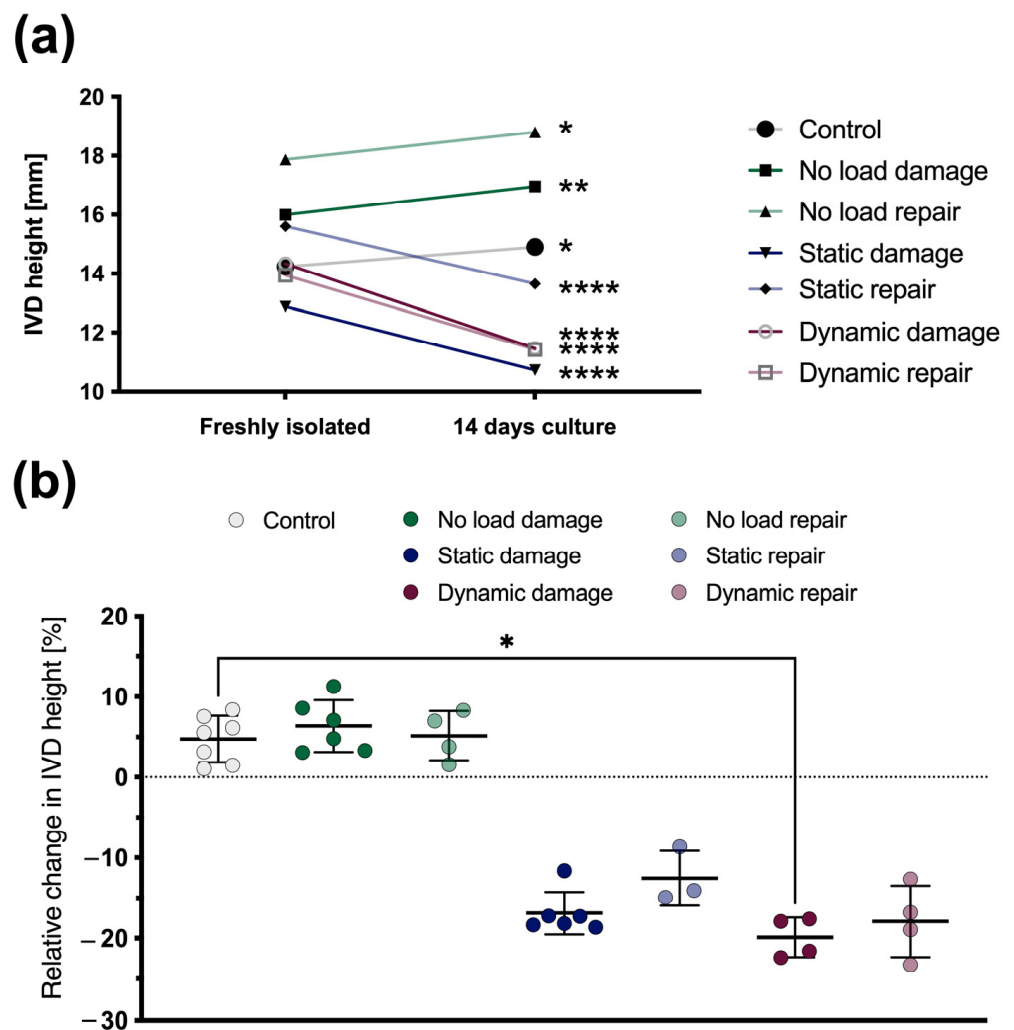 (a)
IVD height [mm]
20
18
16
14
12
10
*
**
*
****
****
****
****
Freshly isolated 14 days culture
Control
No load damage
No load repair
Static damage
Static repair
Dynamic damage
Dynamic repair
(b)
Control No load damage No load repair
Static damage Static repair
Dynamic damage Dynamic repair
Relative change in IVD height [%]
20
10
0
−10
−20
−30
*